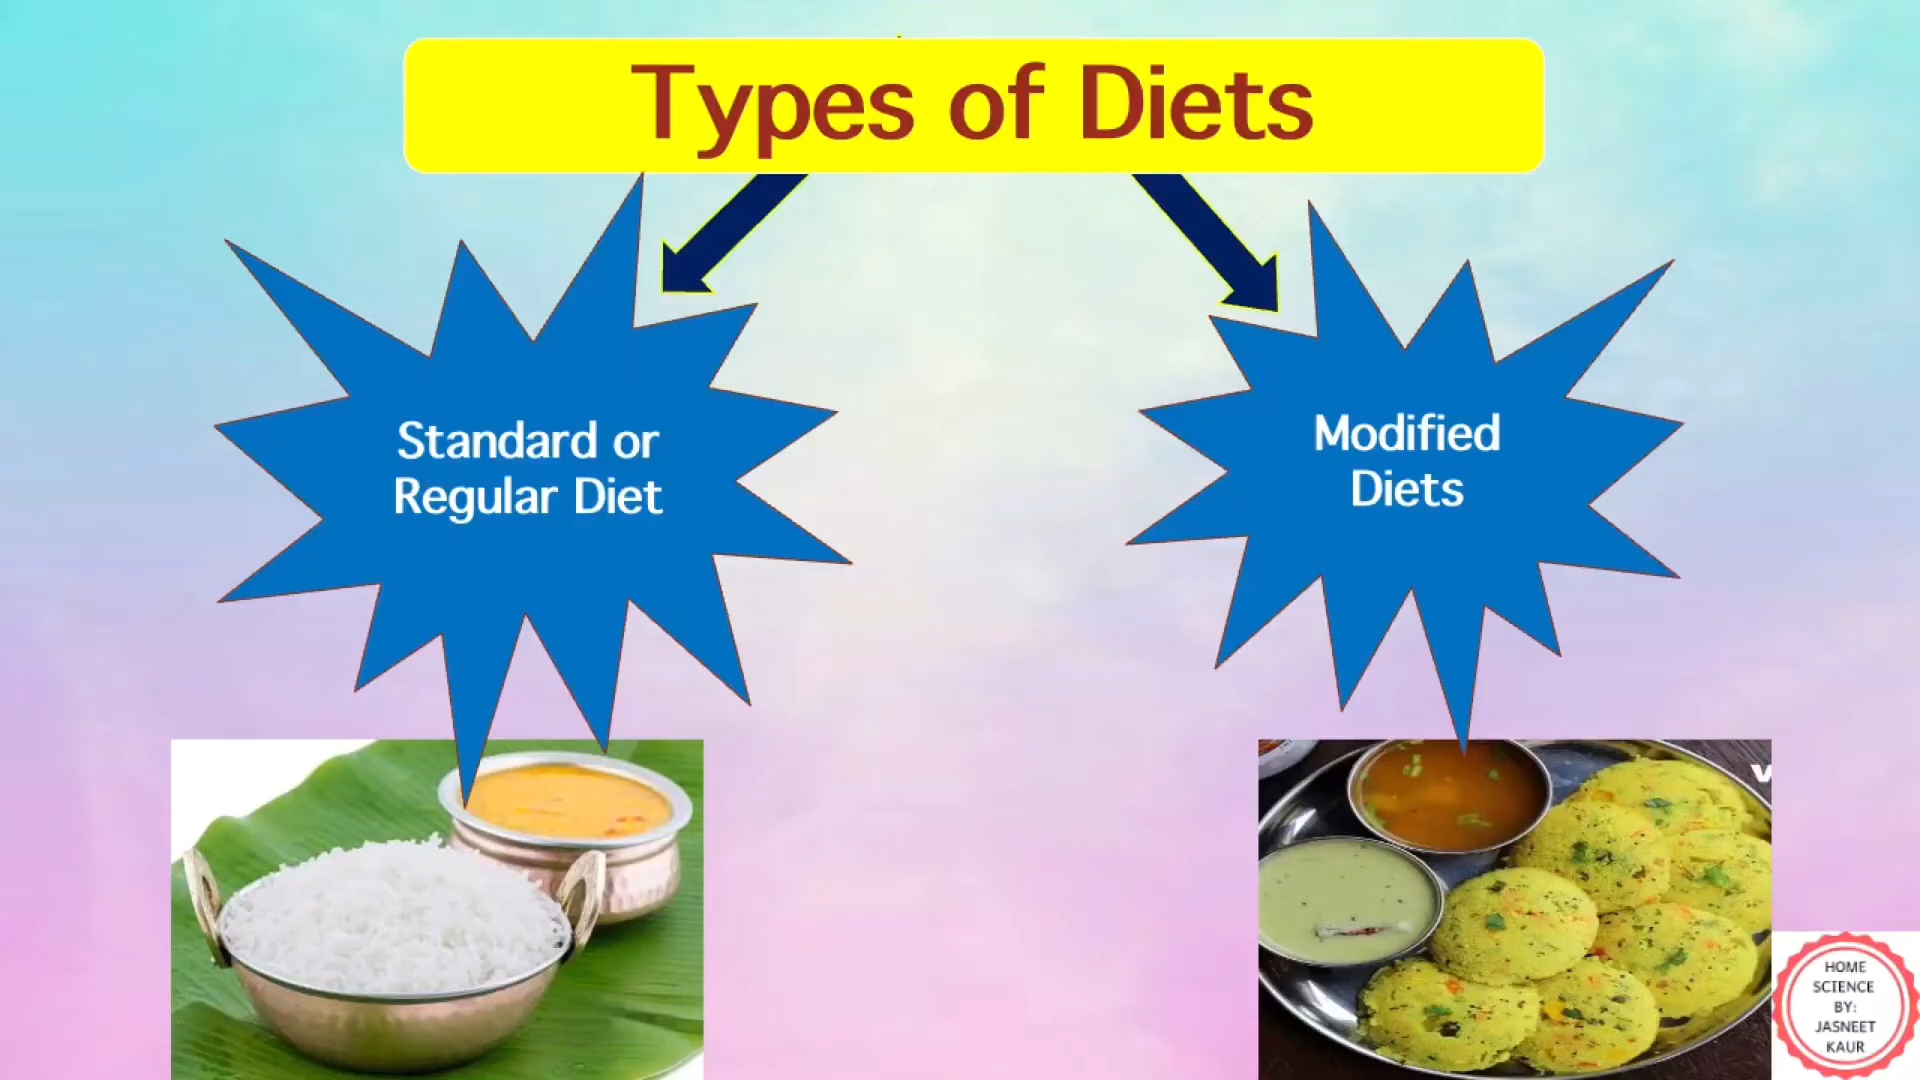 Types of Diets
Standard or
Regular Diet
Modified
Diets
HOME
SCIENCE
BY:
JASNEET
KAUR